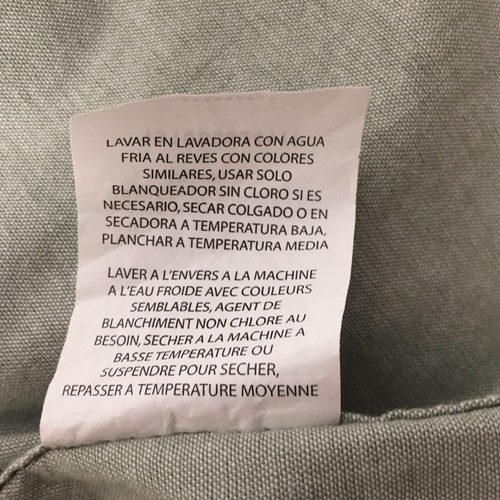 LAVAR EN LAVADORA CON AGUA
FRIA AL REVES CON COLORES
SIMILARES, USAR SOLO
BLANQUEADOR SIN CLORO SI ES
NECESARIO, SECAR COLGADO O EN
SECADORA A TEMPERATURA BAJA,
PLANCHAR A TEMPERATURA MEDIA
LAVER A L'ENVERS A LA MACHINE
A L'EAU FROIDE AVEC COULEURS
SEMBLABLES, AGENT DE
BLANCHIMENT NON CHLORE AU
BESOIN, SECHER A LA MACHINE A
BASSE TEMPERATURE OU
SUSPENDRE POUR SECHER,
REPASSER A TEMPERATURE MOYENNE